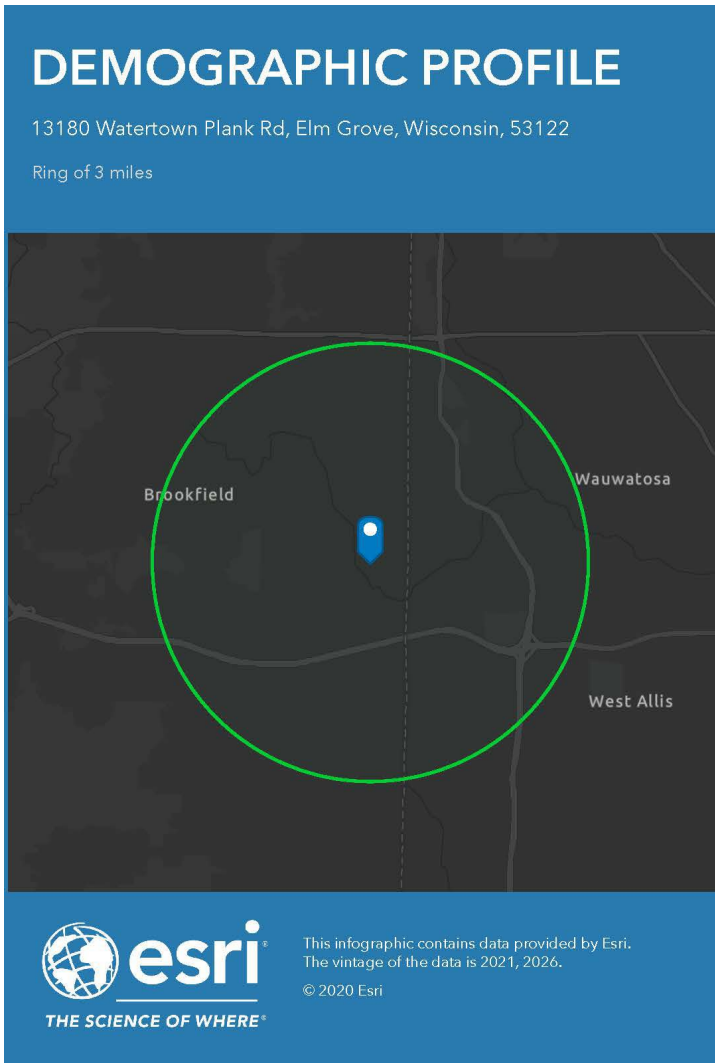 DEMOGRAPHIC PROFILE
13180 Watertown Plank Rd, Elm Grove, Wisconsin, 53122
Ring of 3 miles
Brookfield
Wauwatosa
West Allis
esri®
THE SCIENCE OF WHERE®
This infographic contains data provided by Esri.
The vintage of the data is 2021, 2026.
© 2020 Esri